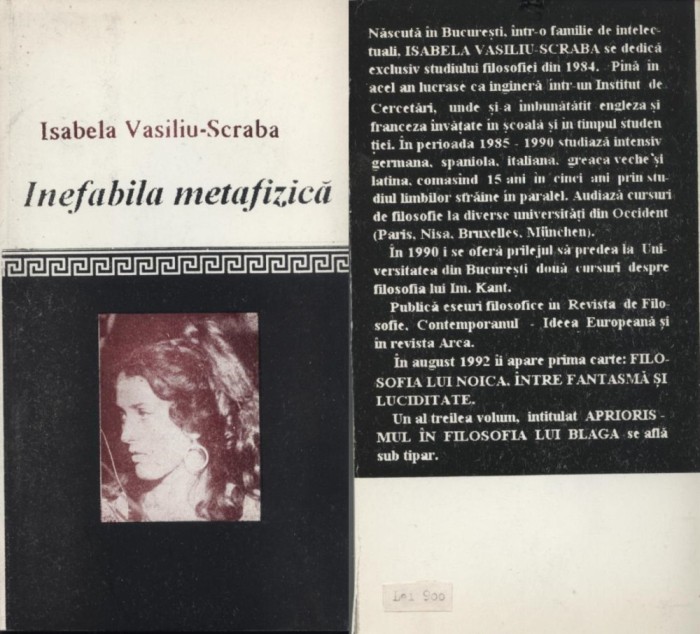 Isabela Vasiliu-Scraba
Inefabila metafizică
Născută în București, într-o familie de intelec-
tuali, ISABELA VASILIU-SCRABA se dedică
exclusiv studiului filosofiei din 1984. Pînă în
acel an lucrase ca ingineră într-un Institut de
Cercetări, unde și-a îmbunătățit engleza și
franceza învățate în școală și în timpul studen
ției. În perioada 1985 - 1990 studiază intensiv
germana, spaniola, italiana, greaca veche și
latina, comasînd 15 ani în cinci ani prin stu-
diul limbilor străine în paralel. Audiază cursuri
de filosofie la diverse universități din Occident
(Paris, Nisa, Bruxelles, München).
În 1990 i se oferă prilejul să predea la Uni-
versitatea din București două cursuri despre
filosofia lui Im. Kant.
Publică eseuri filosofice în Revista de Filo-
sofie, Contemporanul - Ideea Europeană și
în revista Arca.
În august 1992 îi apare prima carte: FILO-
SOFIA LUI NOICA, ÎNTRE FANTASMĂ ȘI
LUCIDITATE.
Un al treilea volum, intitulat APRIORIS-
MUL ÎN FILOSOFIA LUI BLAGA se află
sub tipar.
Lei 900